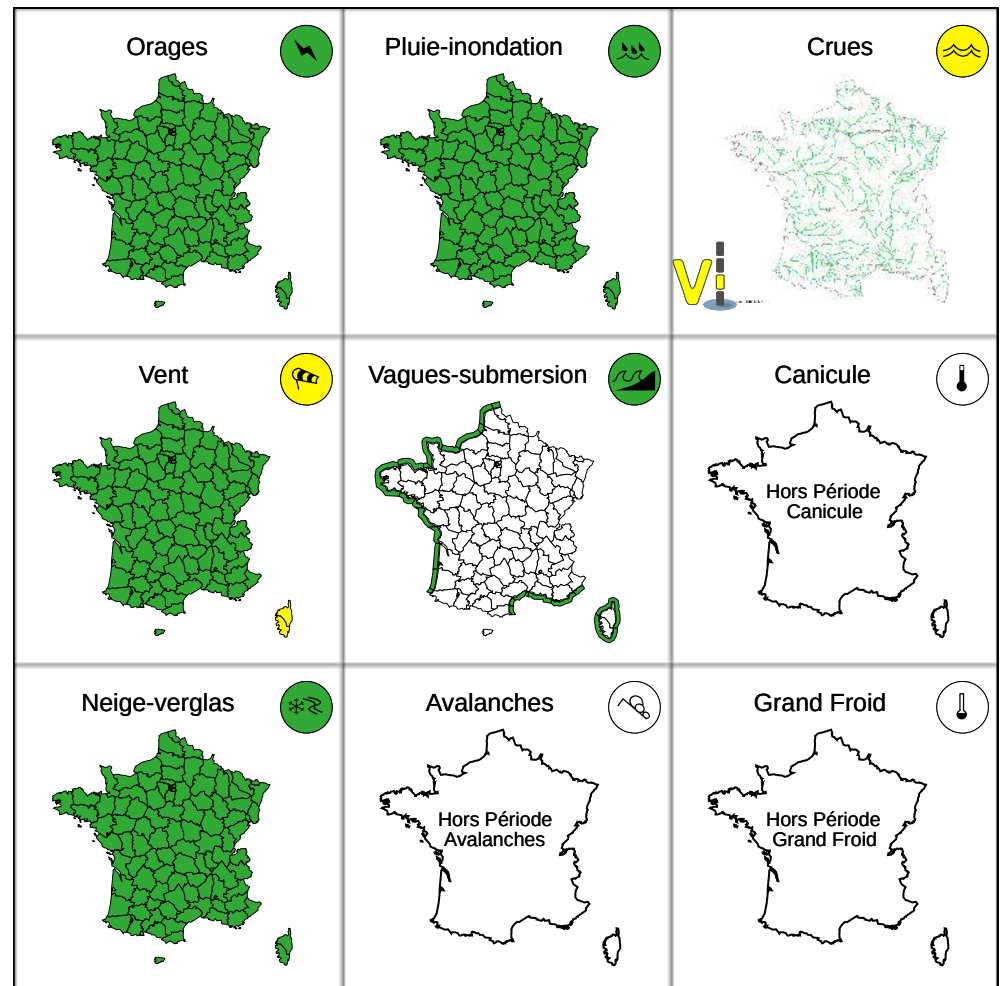 Orages
Pluie-inondation
Crues
Vi
Vent
Vagues-submersion
Canicule
Hors Période
Canicule
Neige-verglas
Avalanches
Grand Froid
Hors Période
Avalanches
Hors Période
Grand Froid